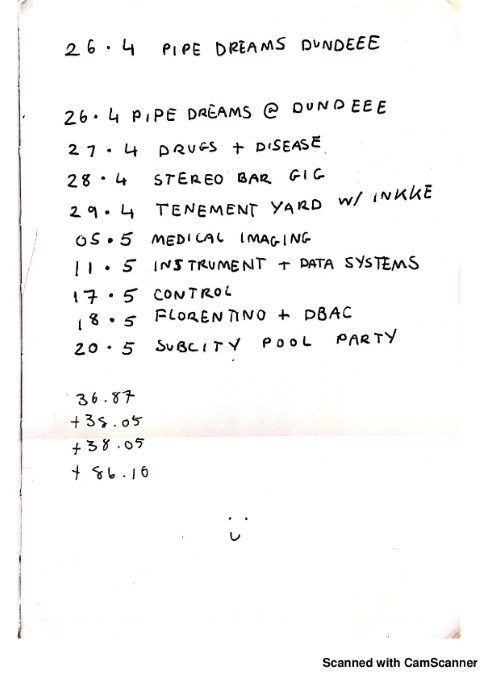 26.4 PIPE DREAMS DUNDEEE
26.4 PIPE DREAMS @ DUNDEEE
27.4 DRUGS + DISEASE
28.4 STEREO BAR GIG
29.4 TENEMENT YARD W/ INKKE
05.5 MEDICAL IMAGING
11.5 INSTRUMENT + DATA SYSTEMS
17.5 CONTROL
18.5 FLORENTINO + DBAC
20.5 SUBCITY POOL PARTY
36.87
+38.05
+38.05
+86.10
Scanned with CamScanner